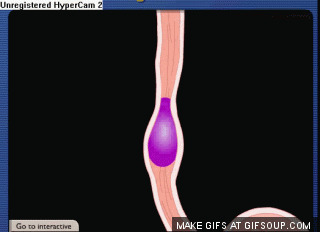 Unregistered HyperCam 2
Go to interactive
MAKE GIFS AT GIFSOUP.COM